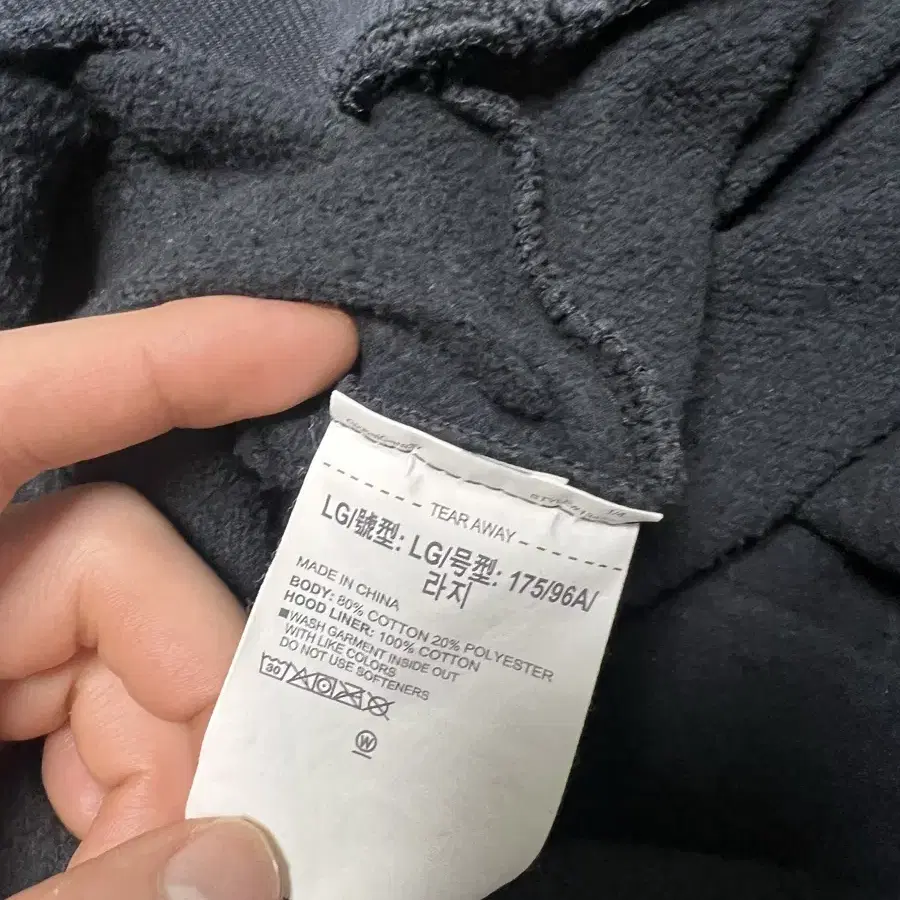 - - - - - TEAR AWAY - - - - -
LG/號型: LG/号型: 175/96A/
라지
MADE IN CHINA
BODY: 80% COTTON 20% POLYESTER
HOOD LINER: 100% COTTON
■WASH GARMENT INSIDE OUT
WITH LIKE COLORS
DO NOT USE SOFTENERS
30
W